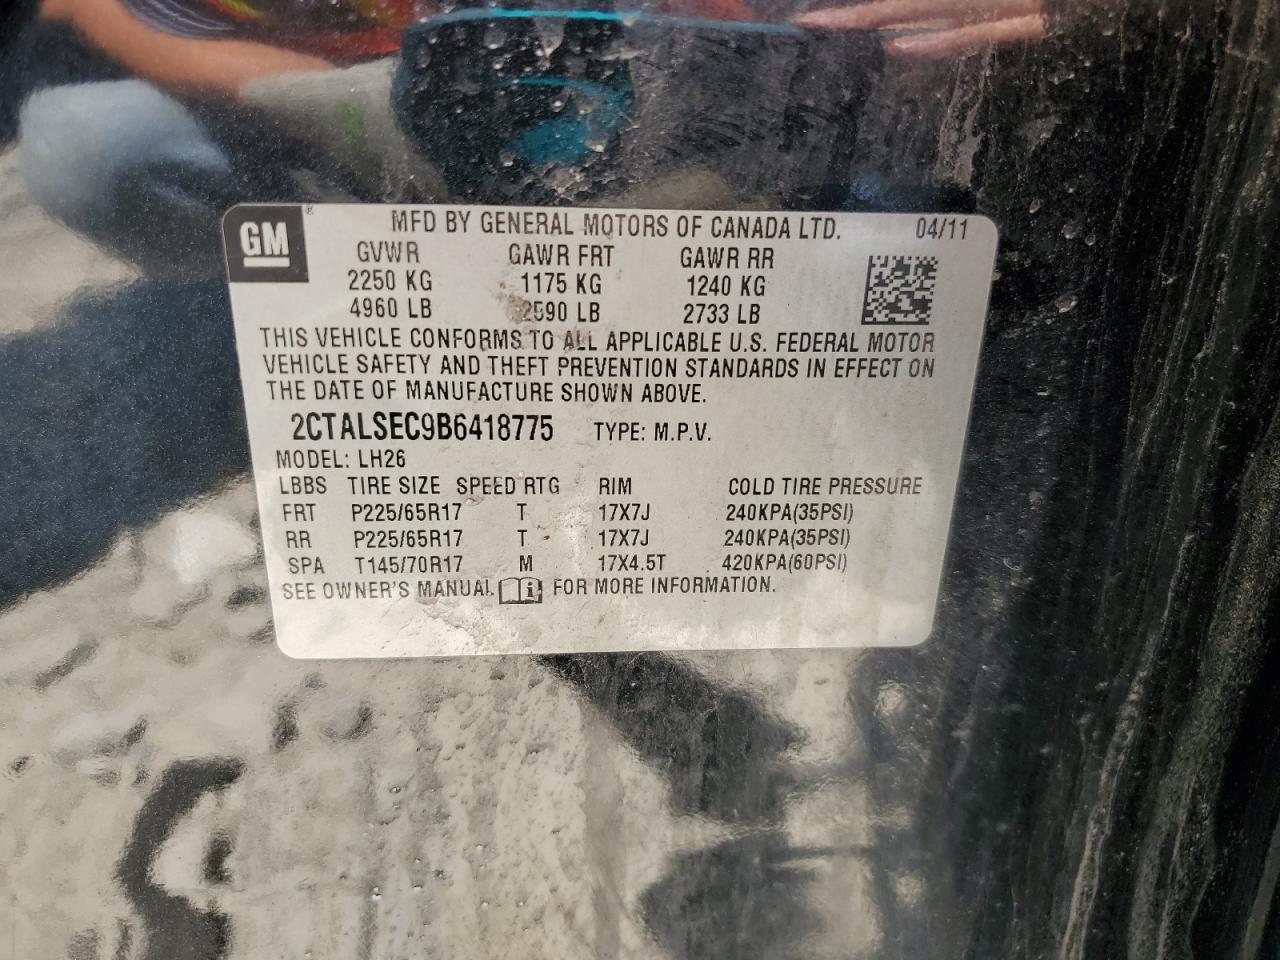 GM® MFD BY GENERAL MOTORS OF CANADA LTD. 04/11
GVWR GAWR FRT GAWR RR
2250 KG 1175 KG 1240 KG
4960 LB 2590 LB 2733 LB
THIS VEHICLE CONFORMS TO ALL APPLICABLE U.S. FEDERAL MOTOR
VEHICLE SAFETY AND THEFT PREVENTION STANDARDS IN EFFECT ON
THE DATE OF MANUFACTURE SHOWN ABOVE.
2CTALSEC9B6418775 TYPE: M.P.V.
MODEL: LH26
LBBS TIRE SIZE SPEED RTG RIM COLD TIRE PRESSURE
FRT P225/65R17 T 17X7J 240KPA(35PSI)
RR P225/65R17 T 17X7J 240KPA(35PSI)
SPA T145/70R17 M 17X4.5T 420KPA(60PSI)
SEE OWNER'S MANUAL i FOR MORE INFORMATION.